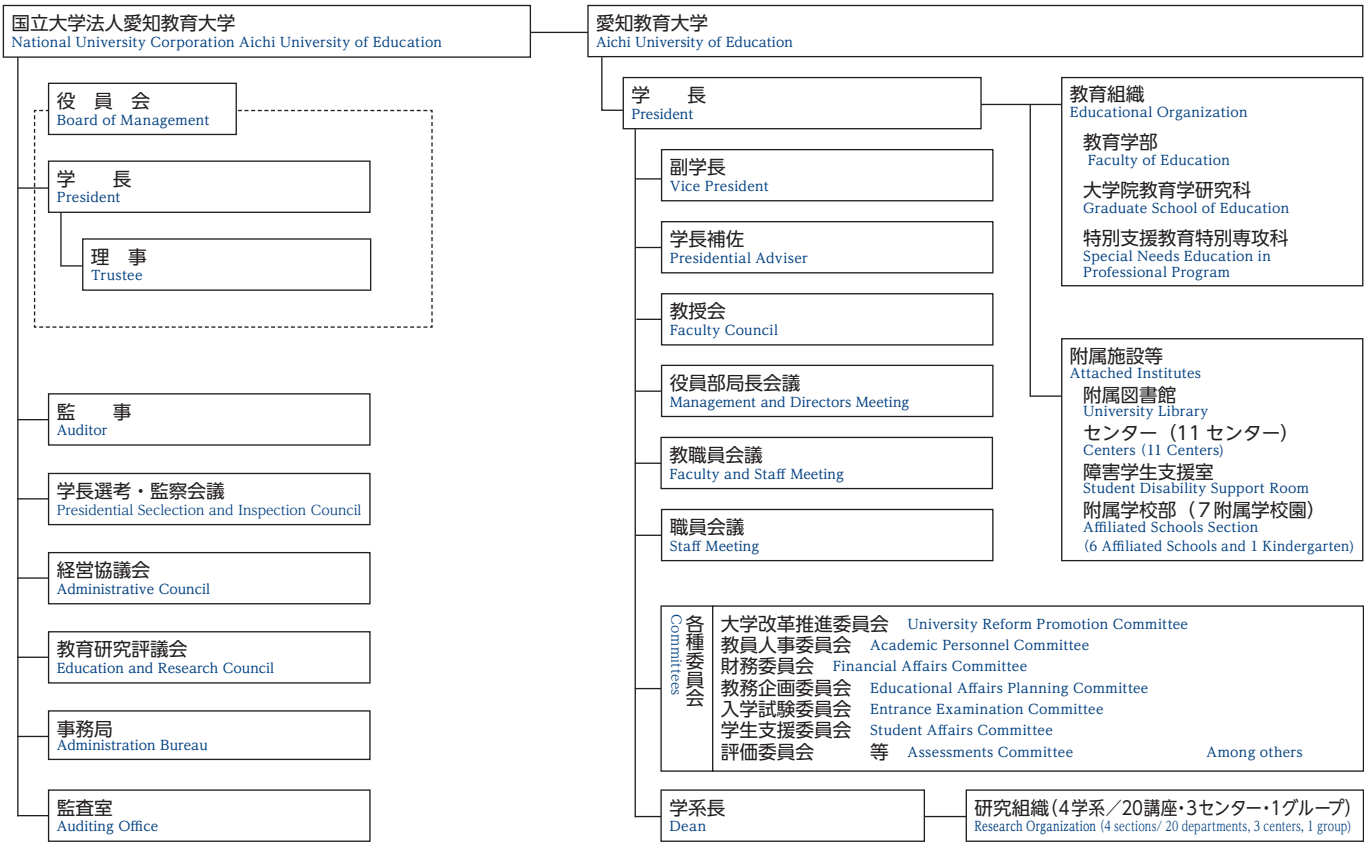 国立大学法人愛知教育大学
National University Corporation Aichi University of Education
役　員　会
Board of Management
学　　長
President
理　事
Trustee
監　　事
Auditor
学長選考・監察会議
Presidential Seclection and Inspection Council
経営協議会
Administrative Council
教育研究評議会
Education and Research Council
事務局
Administration Bureau
監査室
Auditing Office
愛知教育大学
Aichi University of Education
学　　長
President
副学長
Vice President
学長補佐
Presidential Adviser
教授会
Faculty Council
役員部局長会議
Management and Directors Meeting
教職員会議
Faculty and Staff Meeting
職員会議
Staff Meeting
各種委員会
Committees
大学改革推進委員会 University Reform Promotion Committee
教員人事委員会 Academic Personnel Committee
財務委員会 Financial Affairs Committee
教務企画委員会 Educational Affairs Planning Committee
入学試験委員会 Entrance Examination Committee
学生支援委員会 Student Affairs Committee
評価委員会　等 Assessments Committee Among others
学系長
Dean
研究組織(4学系／20講座・3センター・1グループ)
Research Organization (4 sections/ 20 departments, 3 centers, 1 group)
教育組織
Educational Organization
教育学部
Faculty of Education
大学院教育学研究科
Graduate School of Education
特別支援教育特別専攻科
Special Needs Education in
Professional Program
附属施設等
Attached Institutes
附属図書館
University Library
センター（11 センター）
Centers (11 Centers)
障害学生支援室
Student Disability Support Room
附属学校部（７附属学校園）
Affiliated Schools Section
(6 Affiliated Schools and 1 Kindergarten)